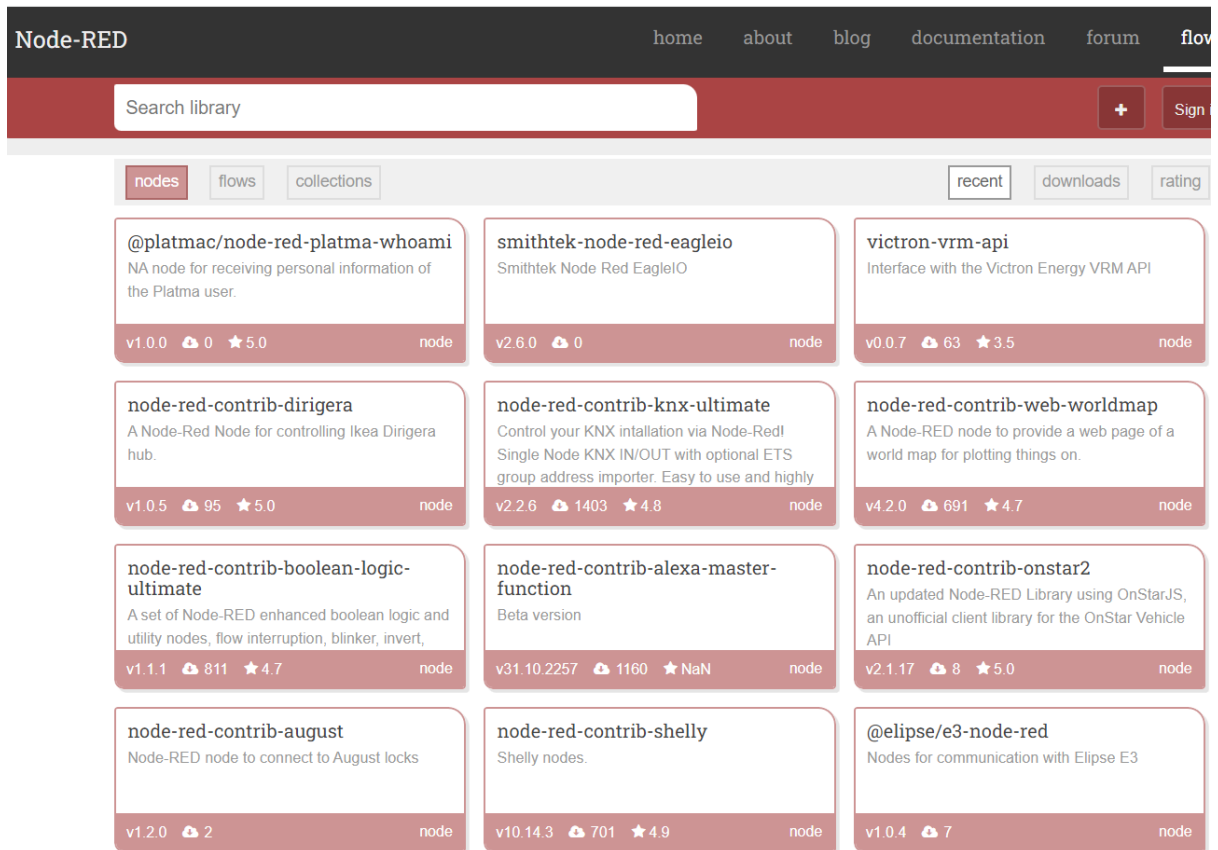 Node-RED
home about blog documentation forum flow
Search library
+ Sign i
nodes flows collections
recent downloads rating
@platmac/node-red-platma-whoami
NA node for receiving personal information of
the Platma user.
v1.0.0 0 5.0 node
smithtek-node-red-eagleio
Smithtek Node Red EagleIO
v2.6.0 0 node
victron-vrm-api
Interface with the Victron Energy VRM API
v0.0.7 63 3.5 node
node-red-contrib-dirigera
A Node-Red Node for controlling Ikea Dirigera
hub.
v1.0.5 95 5.0 node
node-red-contrib-knx-ultimate
Control your KNX intallation via Node-Red!
Single Node KNX IN/OUT with optional ETS
group address importer. Easy to use and highly
v2.2.6 1403 4.8 node
node-red-contrib-web-worldmap
A Node-RED node to provide a web page of a
world map for plotting things on.
v4.2.0 691 4.7 node
node-red-contrib-boolean-logic-
ultimate
A set of Node-RED enhanced boolean logic and
utility nodes, flow interruption, blinker, invert,
v1.1.1 811 4.7 node
node-red-contrib-alexa-master-
function
Beta version
v31.10.2257 1160 NaN node
node-red-contrib-onstar2
An updated Node-RED Library using OnStarJS,
an unofficial client library for the OnStar Vehicle
API
v2.1.17 8 5.0 node
node-red-contrib-august
Node-RED node to connect to August locks
v1.2.0 2 node
node-red-contrib-shelly
Shelly nodes.
v10.14.3 701 4.9 node
@elipse/e3-node-red
Nodes for communication with Elipse E3
v1.0.4 7 node